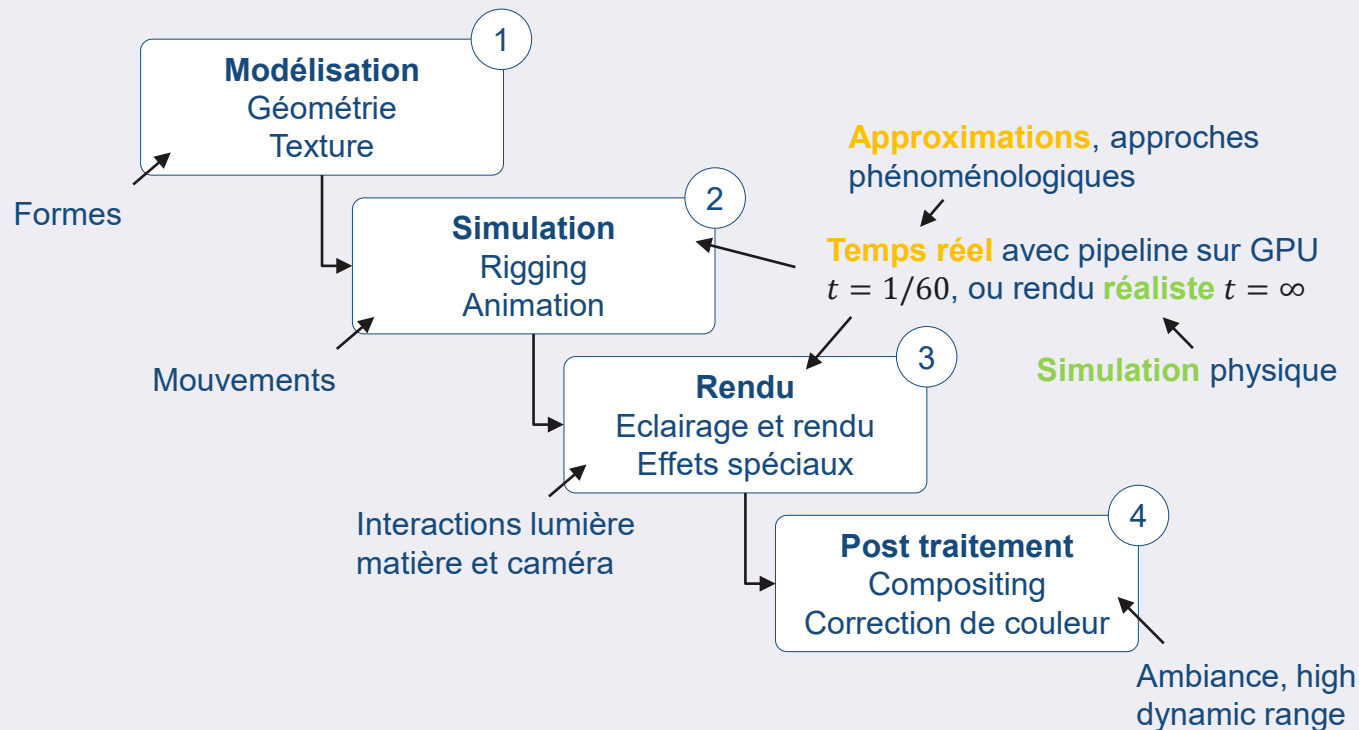 1
Modélisation
Géométrie
Texture
Formes
2
Simulation
Rigging
Animation
Mouvements
Approximations, approches
phénoménologiques
Temps réel avec pipeline sur GPU
𝑡 = 1/60, ou rendu réaliste 𝑡 = ∞
Simulation physique
3
Rendu
Eclairage et rendu
Effets spéciaux
Interactions lumière
matière et caméra
4
Post traitement
Compositing
Correction de couleur
Ambiance, high
dynamic range